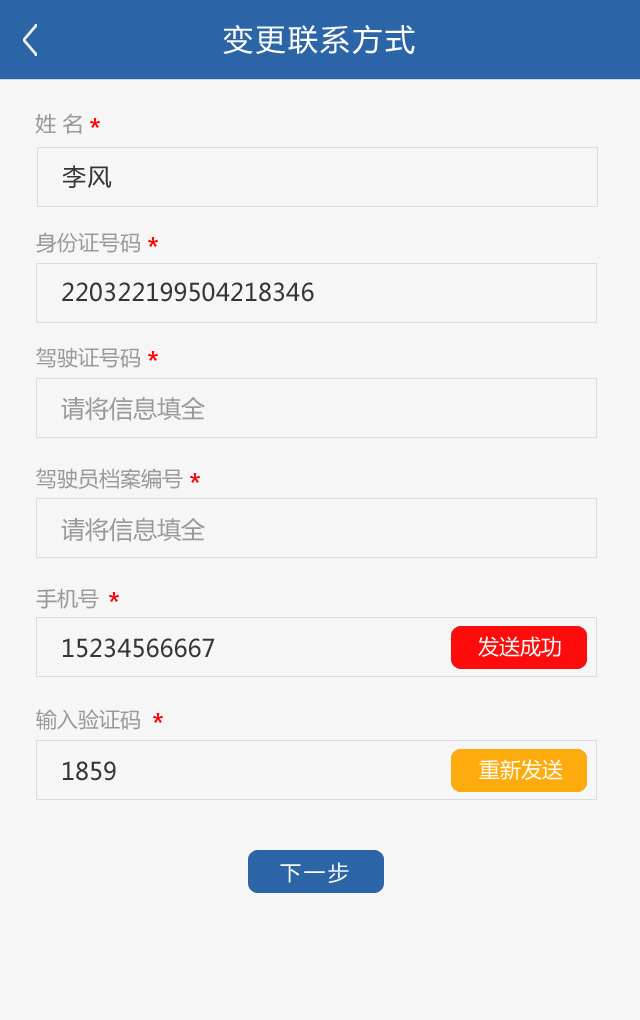 变更联系方式
姓 名 *
李风
身份证号码 *
220322199504218346
驾驶证号码 *
请将信息填全
驾驶员档案编号 *
请将信息填全
手机号 *
15234566667 发送成功
输入验证码 *
1859 重新发送
下一步